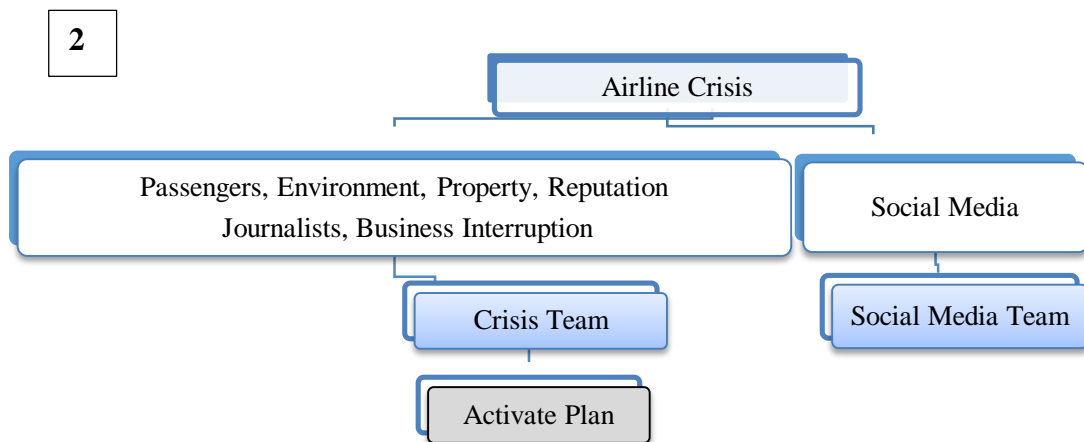 2
Airline Crisis
Passengers, Environment, Property, Reputation
Journalists, Business Interruption
Social Media
Crisis Team
Social Media Team
Activate Plan